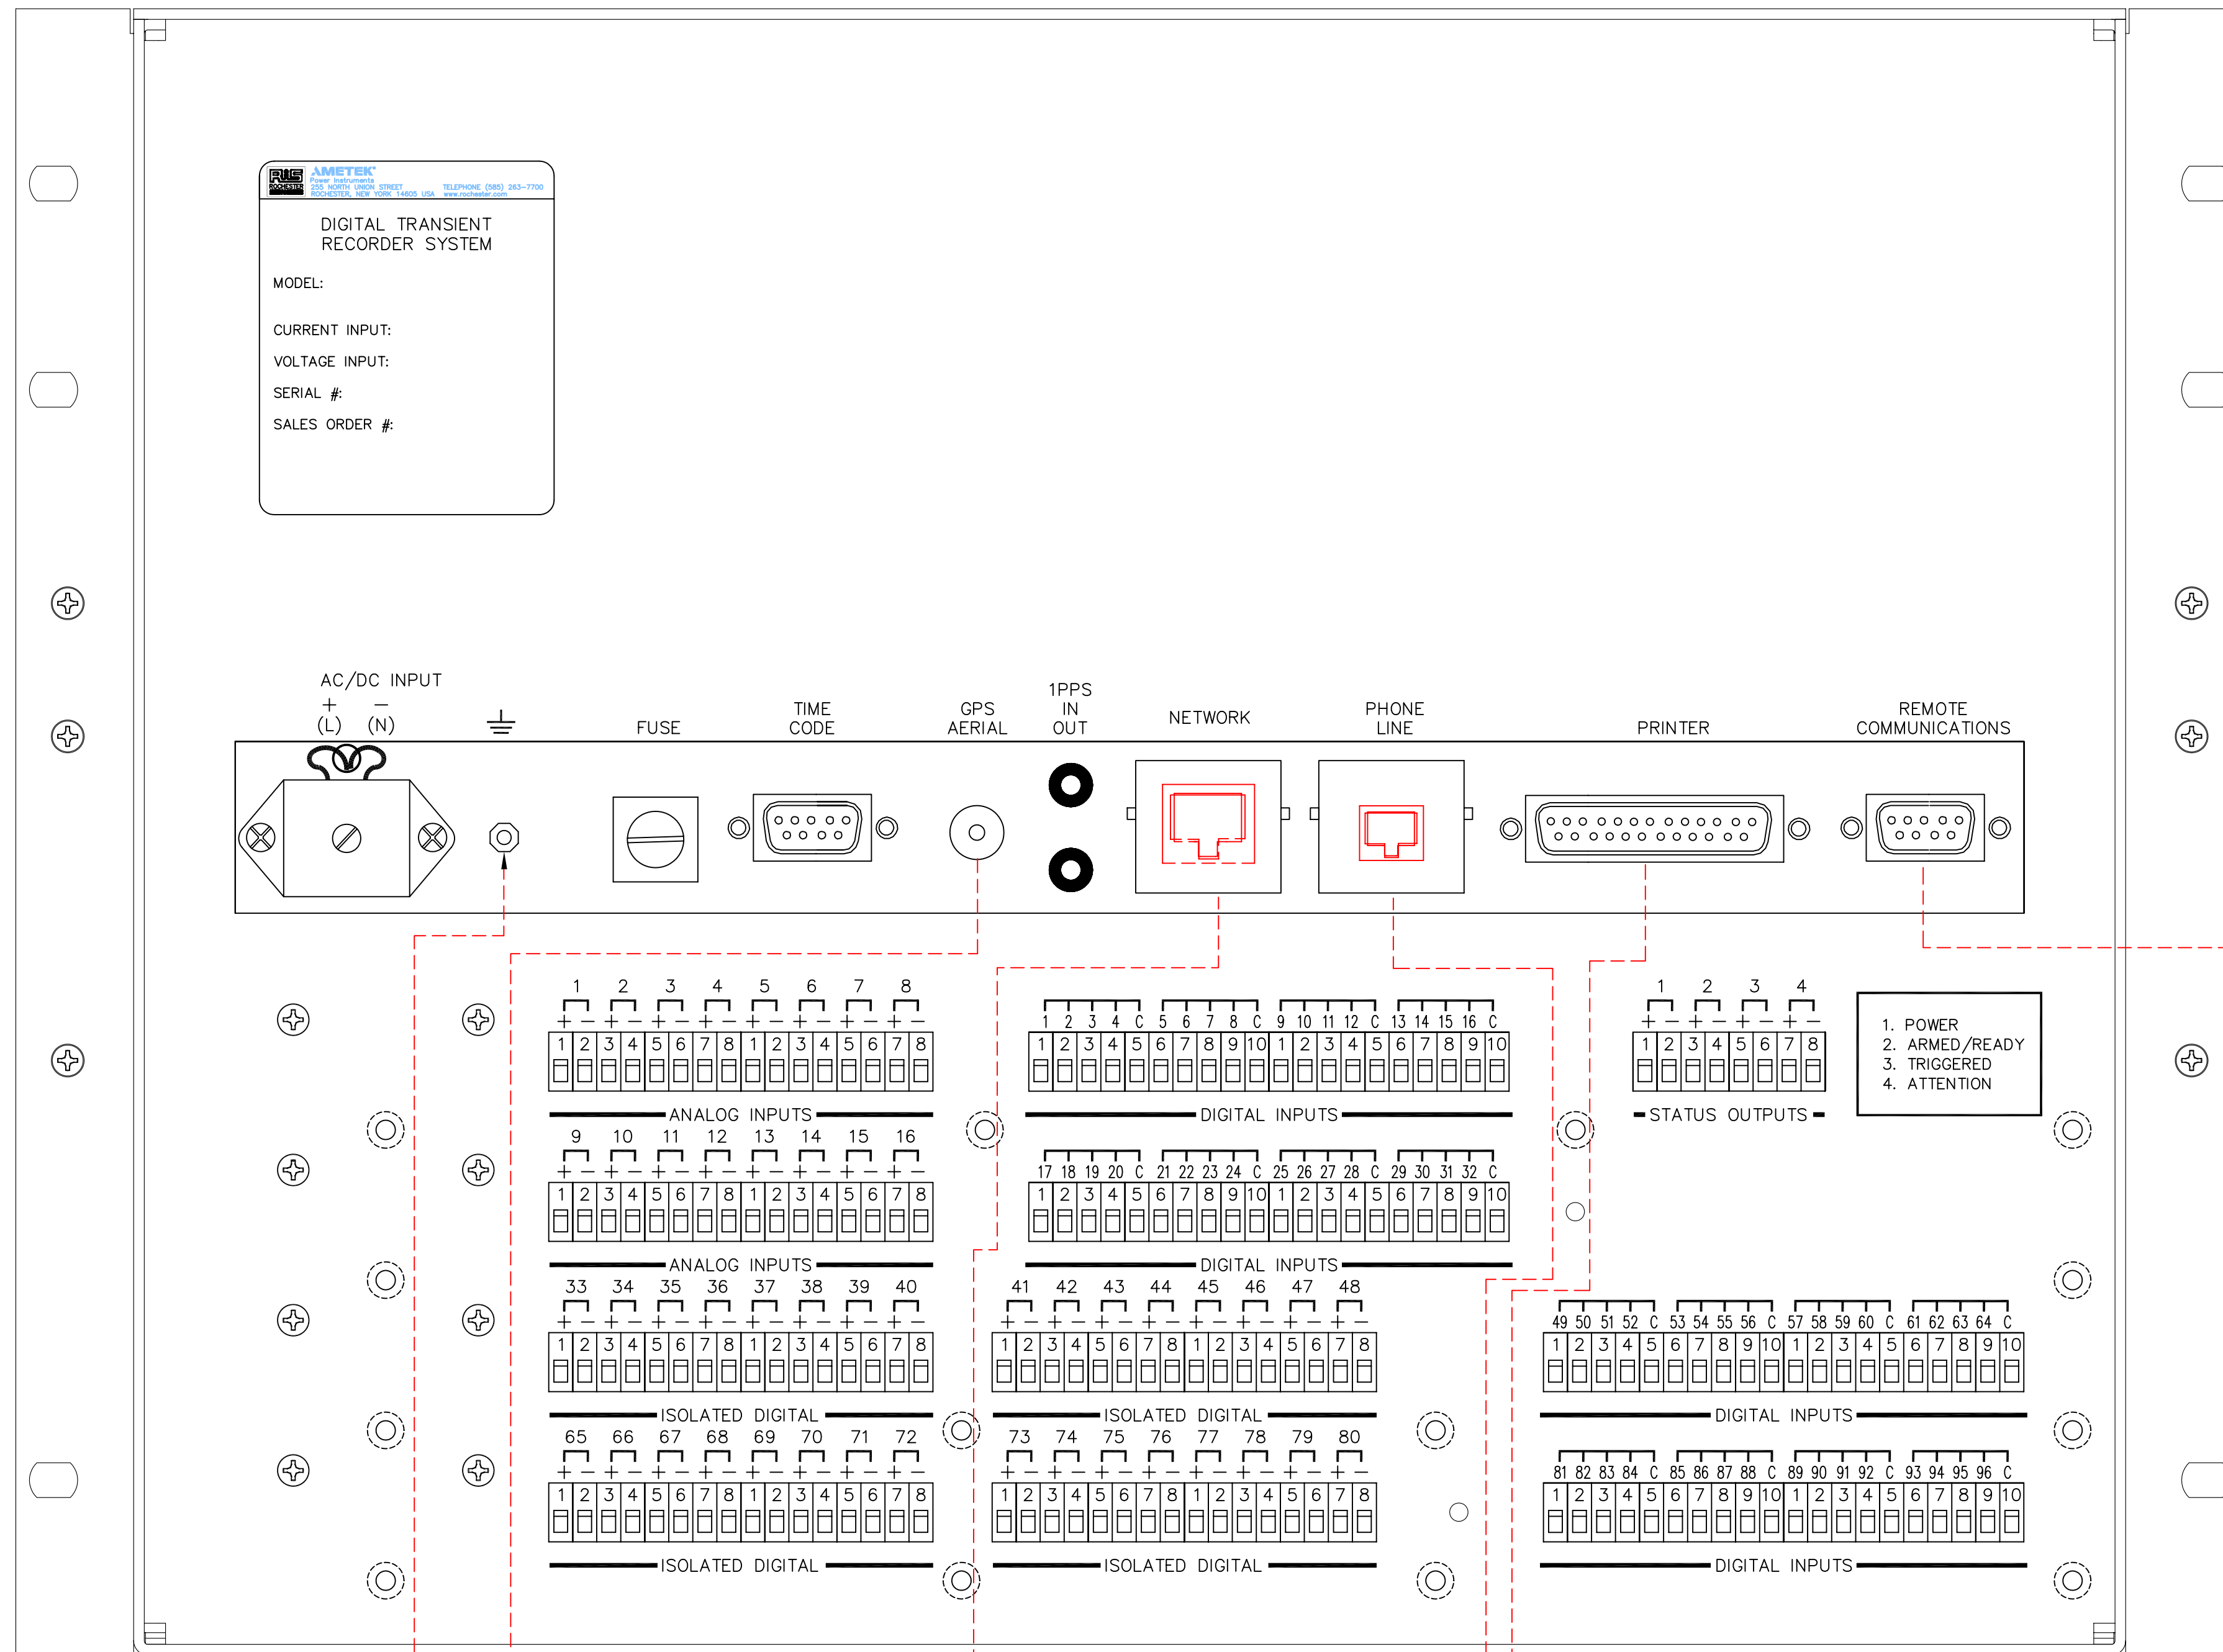 RiS
ROCHESTER
AMETEK®
Power Instruments
255 NORTH UNION STREET TELEPHONE (585) 263-7700
ROCHESTER, NEW YORK 14605 USA www.rochester.com
DIGITAL TRANSIENT
RECORDER SYSTEM
MODEL:
CURRENT INPUT:
VOLTAGE INPUT:
SERIAL #:
SALES ORDER #:
AC/DC INPUT
+ −
(L) (N)
FUSE
TIME
CODE
GPS
AERIAL
1PPS
IN
OUT
NETWORK
PHONE
LINE
PRINTER
REMOTE
COMMUNICATIONS
1 2 3 4 5 6 7 8
+ − + − + − + − + − + − + − + −
1 2 3 4 5 6 7 8 1 2 3 4 5 6 7 8
ANALOG INPUTS
1 2 3 4 C 5 6 7 8 C 9 10 11 12 C 13 14 15 16 C
1 2 3 4 5 6 7 8 9 10 1 2 3 4 5 6 7 8 9 10
DIGITAL INPUTS
1 2 3 4
+ − + − + − + −
1 2 3 4 5 6 7 8
STATUS OUTPUTS
1. POWER
2. ARMED/READY
3. TRIGGERED
4. ATTENTION
9 10 11 12 13 14 15 16
+ − + − + − + − + − + − + − + −
1 2 3 4 5 6 7 8 1 2 3 4 5 6 7 8
ANALOG INPUTS
17 18 19 20 C 21 22 23 24 C 25 26 27 28 C 29 30 31 32 C
1 2 3 4 5 6 7 8 9 10 1 2 3 4 5 6 7 8 9 10
DIGITAL INPUTS
33 34 35 36 37 38 39 40
+ − + − + − + − + − + − + − + −
1 2 3 4 5 6 7 8 1 2 3 4 5 6 7 8
ISOLATED DIGITAL
41 42 43 44 45 46 47 48
+ − + − + − + − + − + − + − + −
1 2 3 4 5 6 7 8 1 2 3 4 5 6 7 8
ISOLATED DIGITAL
49 50 51 52 C 53 54 55 56 C 57 58 59 60 C 61 62 63 64 C
1 2 3 4 5 6 7 8 9 10 1 2 3 4 5 6 7 8 9 10
DIGITAL INPUTS
65 66 67 68 69 70 71 72
+ − + − + − + − + − + − + − + −
1 2 3 4 5 6 7 8 1 2 3 4 5 6 7 8
ISOLATED DIGITAL
73 74 75 76 77 78 79 80
+ − + − + − + − + − + − + − + −
1 2 3 4 5 6 7 8 1 2 3 4 5 6 7 8
ISOLATED DIGITAL
81 82 83 84 C 85 86 87 88 C 89 90 91 92 C 93 94 95 96 C
1 2 3 4 5 6 7 8 9 10 1 2 3 4 5 6 7 8 9 10
DIGITAL INPUTS